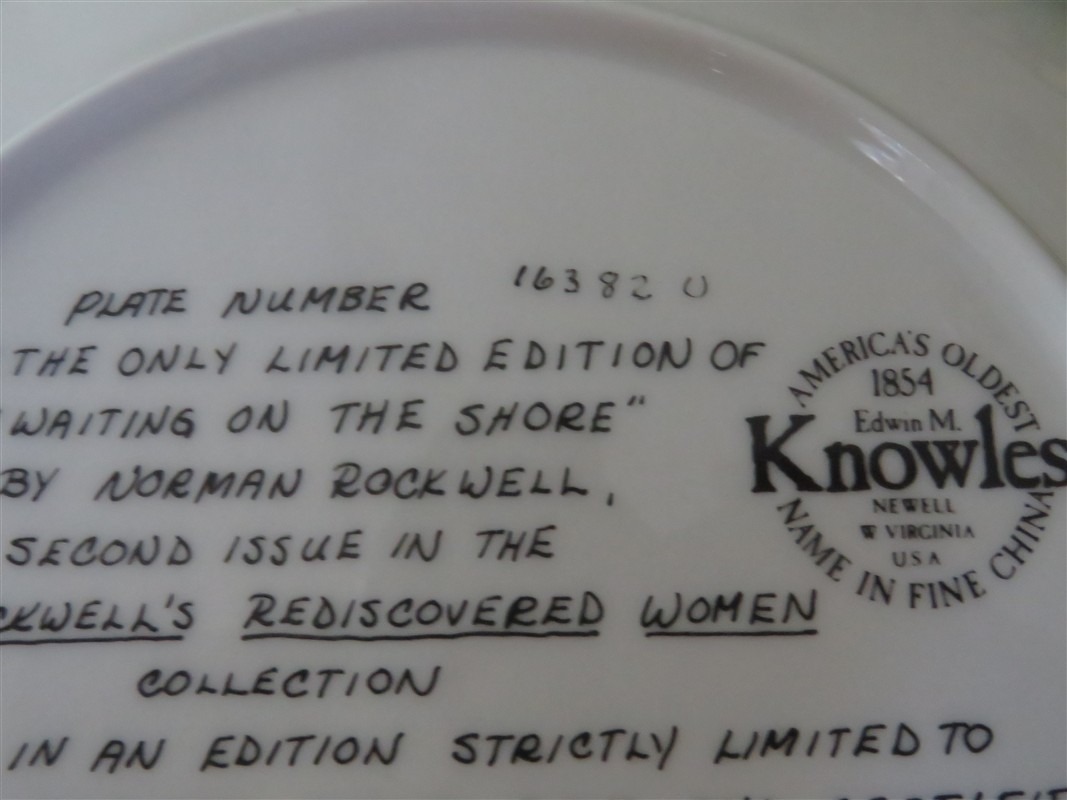 PLATE NUMBER 163820
THE ONLY LIMITED EDITION OF
"WAITING ON THE SHORE"
BY NORMAN ROCKWELL,
SECOND ISSUE IN THE
CKWELL'S REDISCOVERED WOMEN
COLLECTION
IN AN EDITION STRICTLY LIMITED TO
AMERICA'S OLDEST
1854
Edwin M.
Knowles
NEWELL
W VIRGINIA
USA
NAME IN FINE CHINA